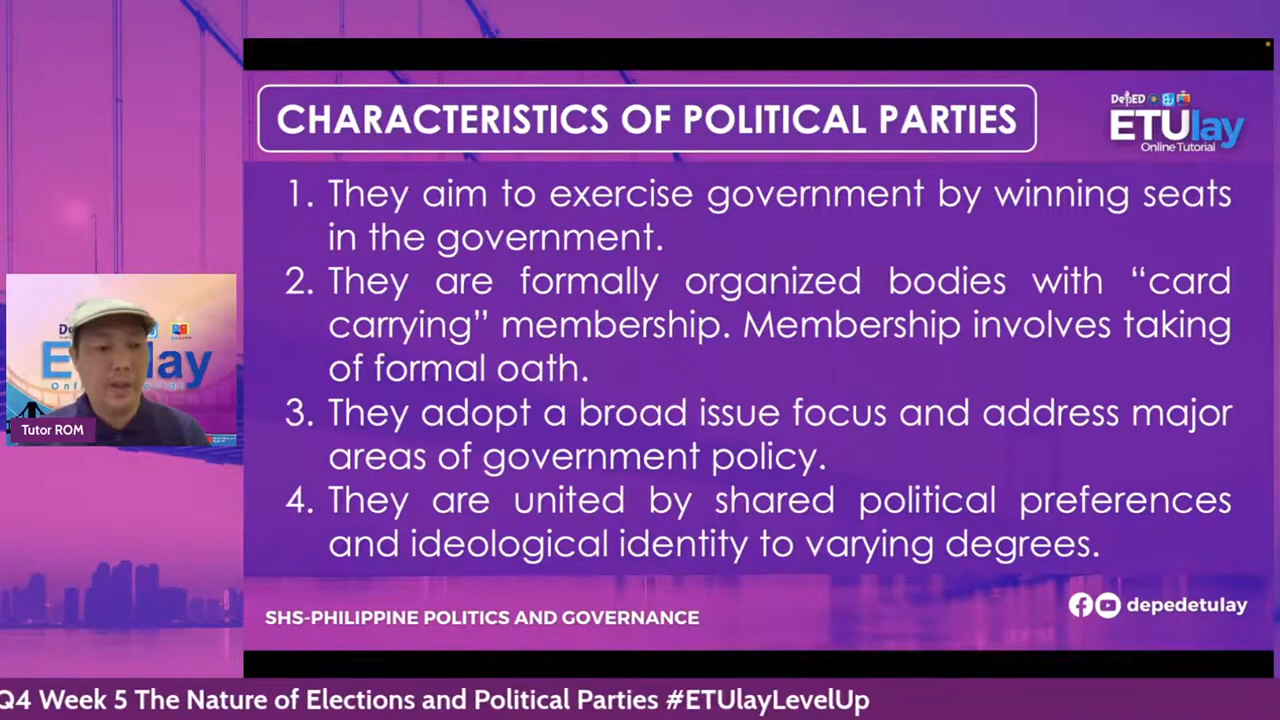 CHARACTERISTICS OF POLITICAL PARTIES
DepED
ETUlay
Online Tutorial
1. They aim to exercise government by winning seats
in the government.
2. They are formally organized bodies with “card
carrying” membership. Membership involves taking
of formal oath.
3. They adopt a broad issue focus and address major
areas of government policy.
4. They are united by shared political preferences
and ideological identity to varying degrees.
Tutor ROM
SHS-PHILIPPINE POLITICS AND GOVERNANCE
depedetulay
Q4 Week 5 The Nature of Elections and Political Parties #ETUlayLevelUp